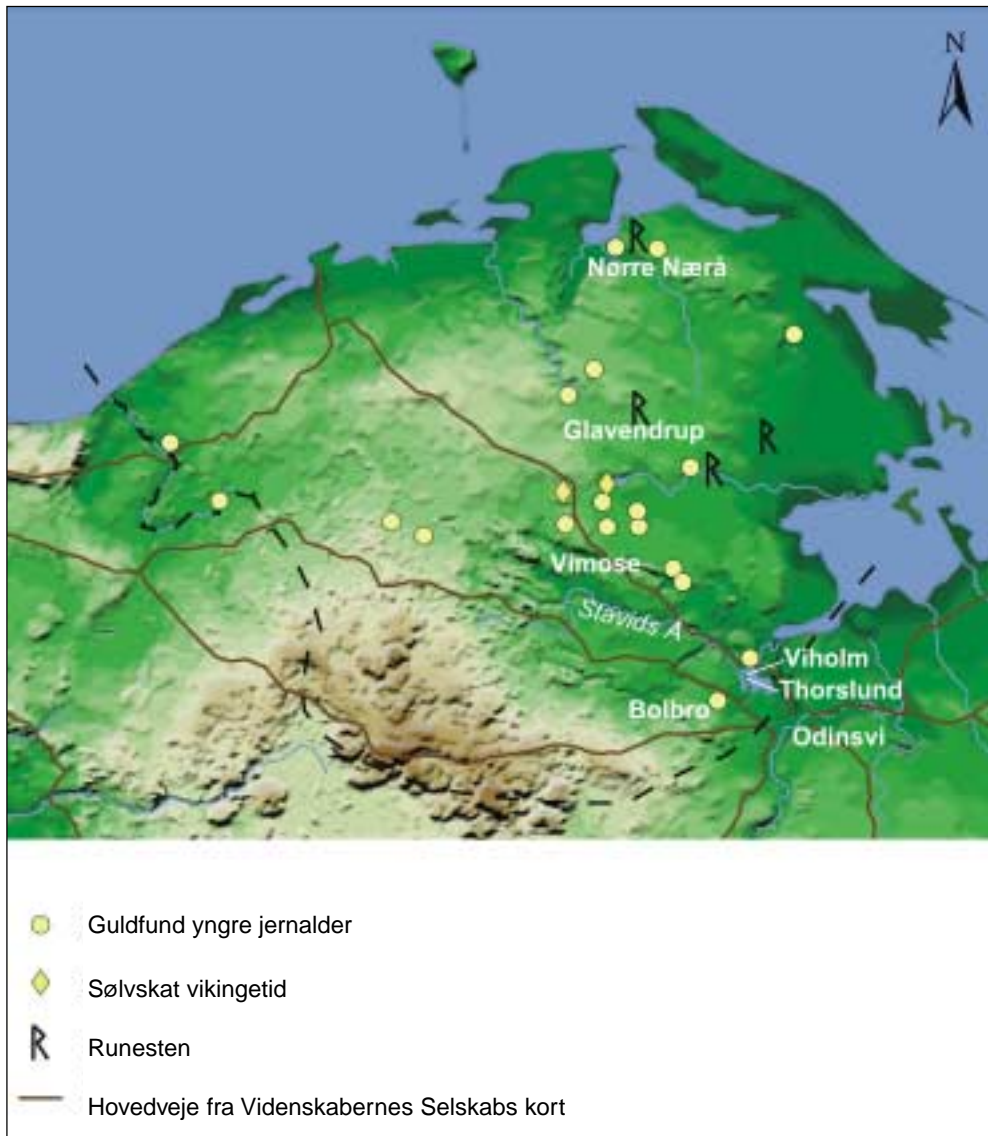 N
Nørre Nærå
Glavendrup
Vimose
Stavids Å
Viholm
Thorslund
Bolbro
Odinsvi
Guldfund yngre jernalder
Sølvskat vikingetid
Runesten
Hovedveje fra Videnskabernes Selskabs kort